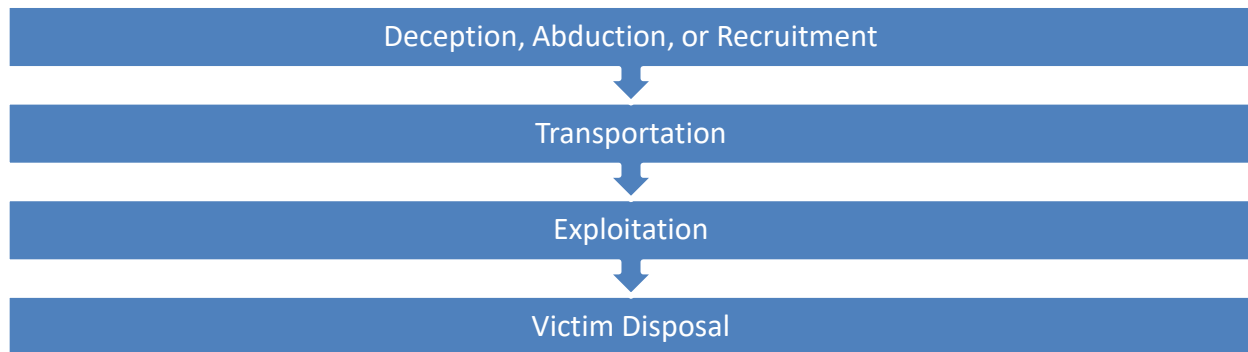 Deception, Abduction, or Recruitment
Transportation
Exploitation
Victim Disposal